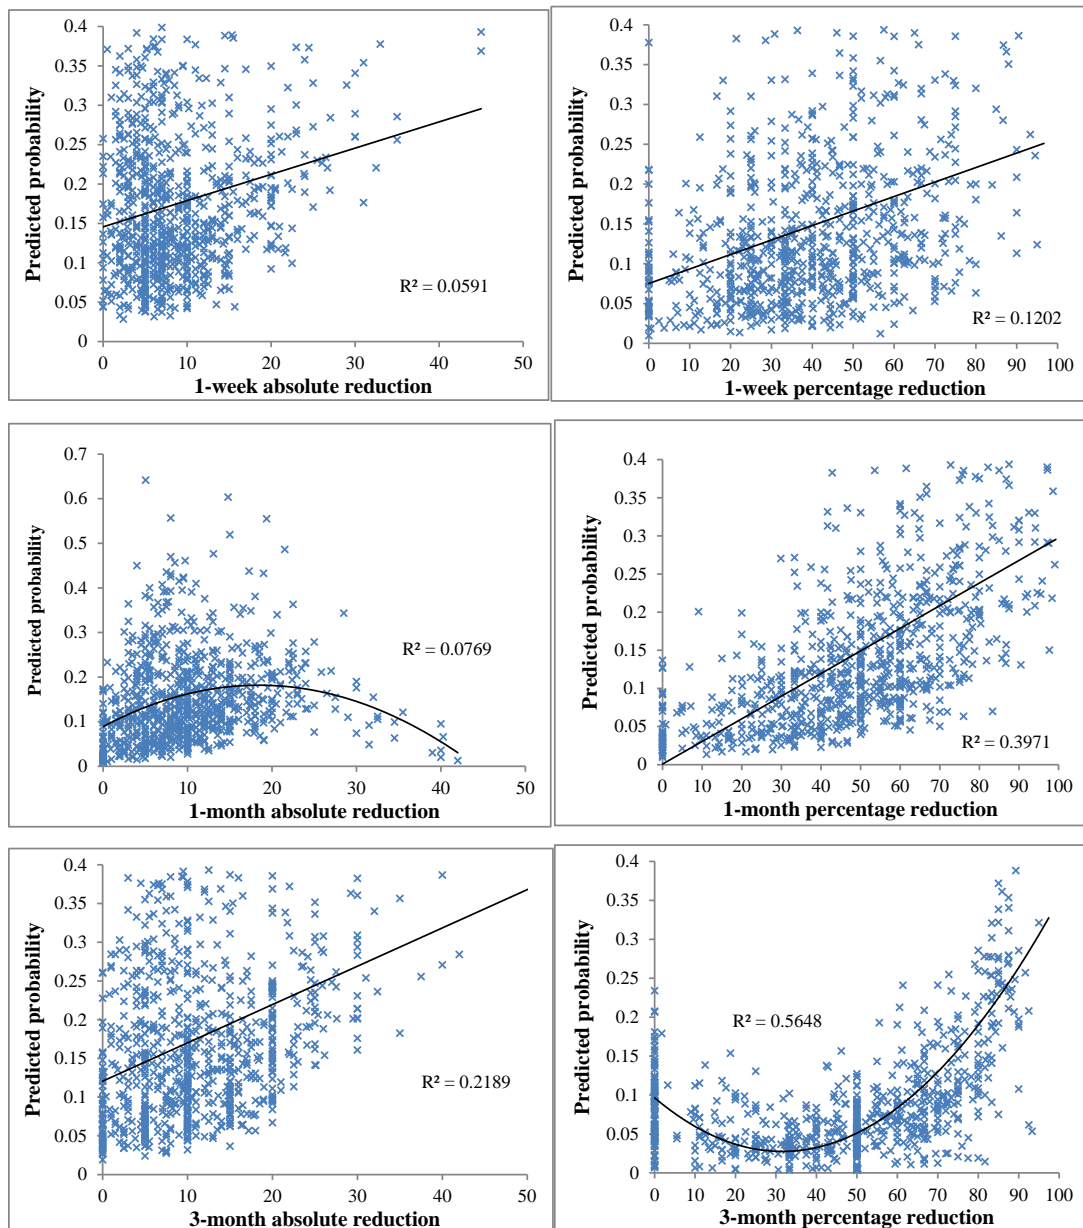 Predicted probability
0.4
0.35
0.3
0.25
0.2
0.15
0.1
0.05
0
R² = 0.0591
0 10 20 30 40 50
1-week absolute reduction
Predicted probability
0.4
0.35
0.3
0.25
0.2
0.15
0.1
0.05
0
R² = 0.1202
0 10 20 30 40 50 60 70 80 90 100
1-week percentage reduction
Predicted probability
0.7
0.6
0.5
0.4
0.3
0.2
0.1
0
R² = 0.0769
0 10 20 30 40 50
1-month absolute reduction
Predicted probability
0.4
0.35
0.3
0.25
0.2
0.15
0.1
0.05
0
R² = 0.3971
0 10 20 30 40 50 60 70 80 90 100
1-month percentage reduction
Predicted probability
0.4
0.35
0.3
0.25
0.2
0.15
0.1
0.05
0
R² = 0.2189
0 10 20 30 40 50
3-month absolute reduction
Predicted probability
0.4
0.35
0.3
0.25
0.2
0.15
0.1
0.05
0
R² = 0.5648
0 10 20 30 40 50 60 70 80 90 100
3-month percentage reduction